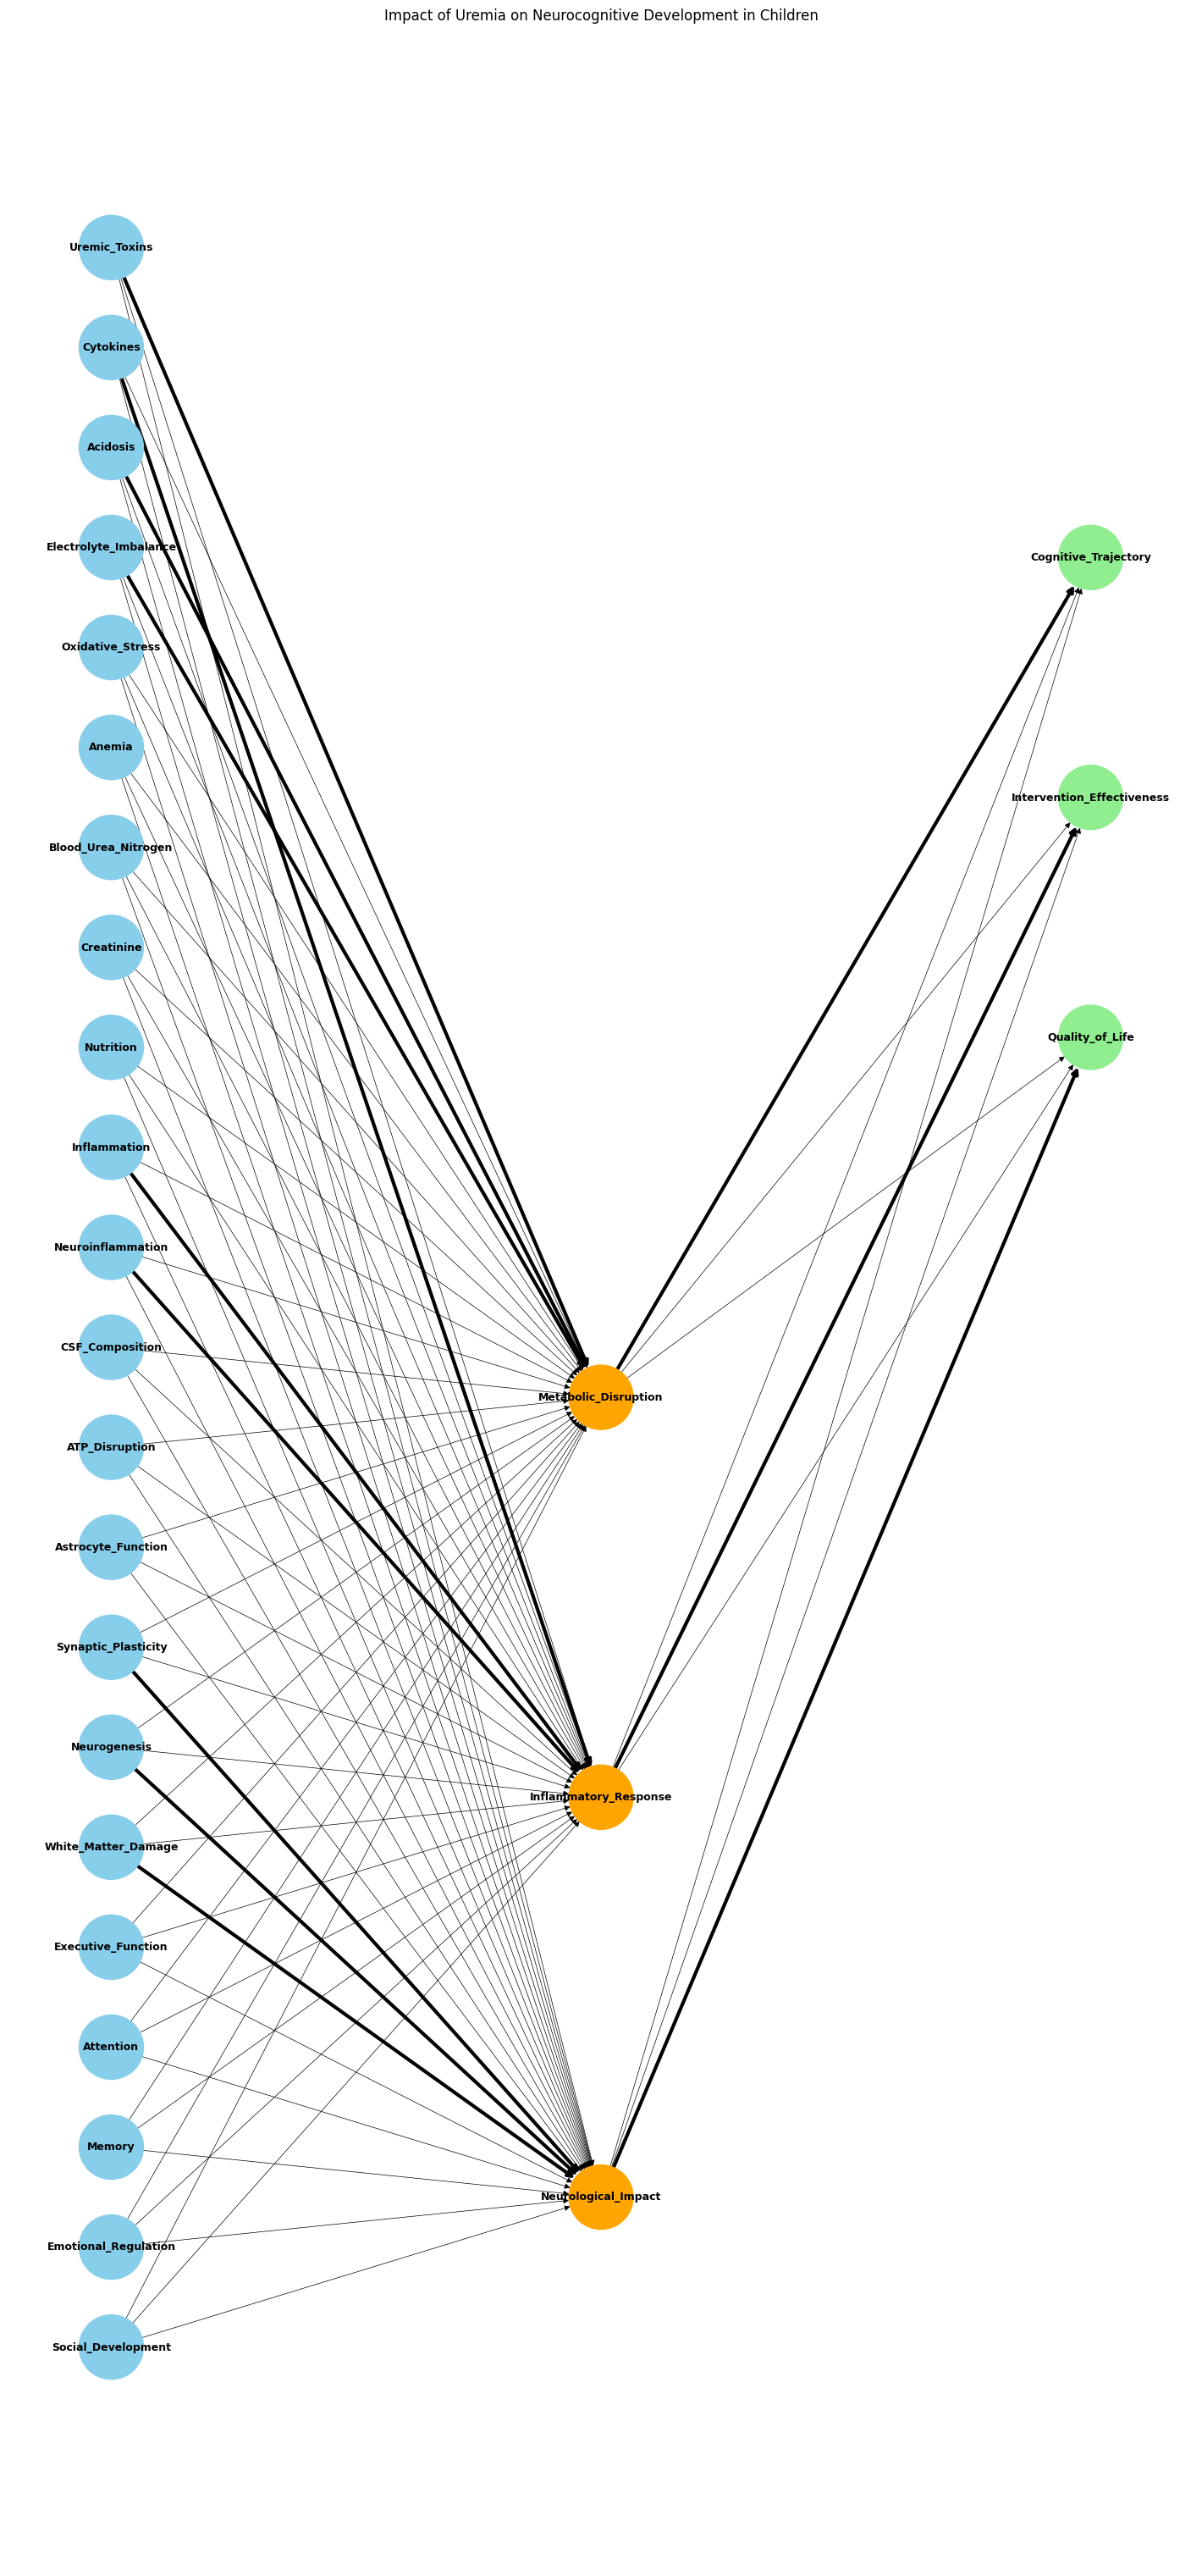 Impact of Uremia on Neurocognitive Development in Children
Uremic_Toxins
Cytokines
Acidosis
Electrolyte_Imbalance
Oxidative_Stress
Anemia
Blood_Urea_Nitrogen
Creatinine
Nutrition
Inflammation
Neuroinflammation
CSF_Composition
ATP_Disruption
Astrocyte_Function
Synaptic_Plasticity
Neurogenesis
White_Matter_Damage
Executive_Function
Attention
Memory
Emotional_Regulation
Social_Development
Metabolic_Disruption
Inflammatory_Response
Neurological_Impact
Cognitive_Trajectory
Intervention_Effectiveness
Quality_of_Life